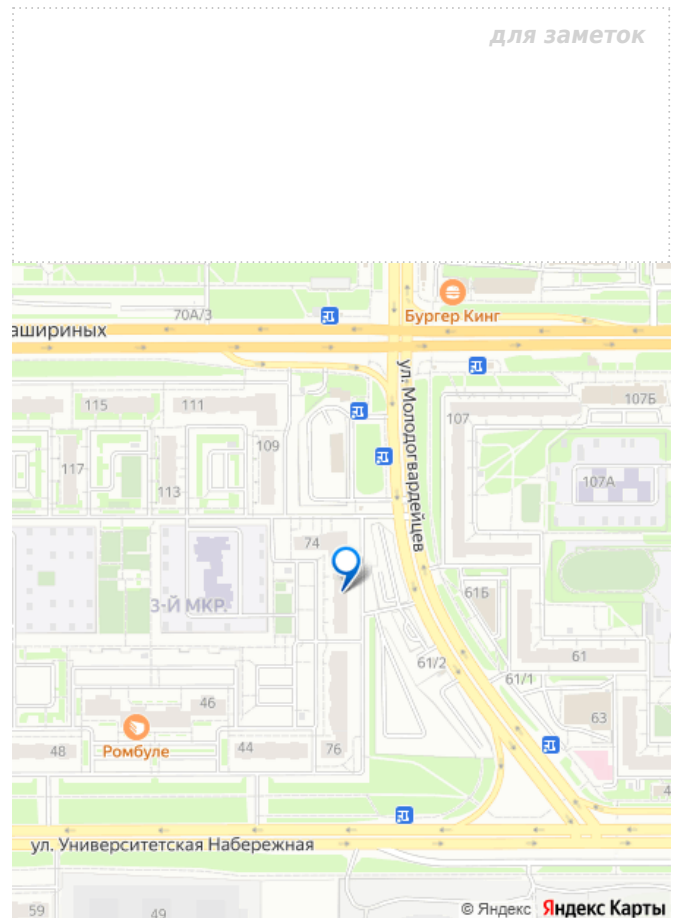 для заметок
70А/3
Бургер Кинг
ашириных
ул. Молодогвардейцев
115
111
107Б
107
109
117
113
107А
74
3-Й МКР.
61Б
61/2
61
61/1
46
63
Ромбуле
48
44
76
4
ул. Университетская Набережная
59
49
© Яндекс Яндекс Карты